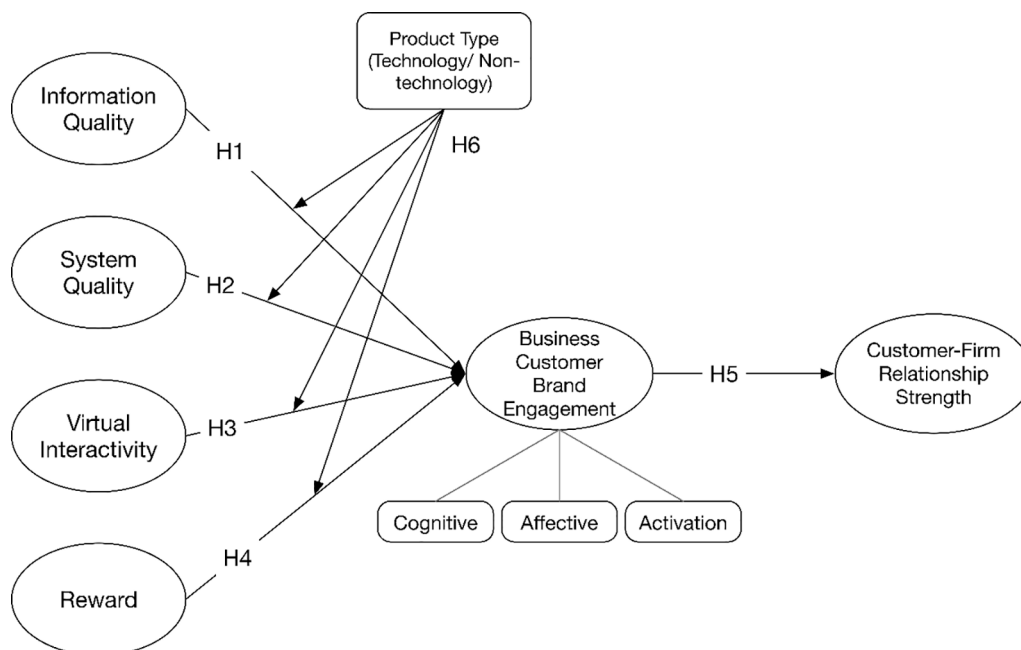 Product Type
(Technology/ Non-
technology)
Information
Quality
H1
H6
System
Quality
H2
Business
Customer
Brand
Engagement
H5
Customer-Firm
Relationship
Strength
Virtual
Interactivity
H3
Cognitive
Affective
Activation
H4
Reward